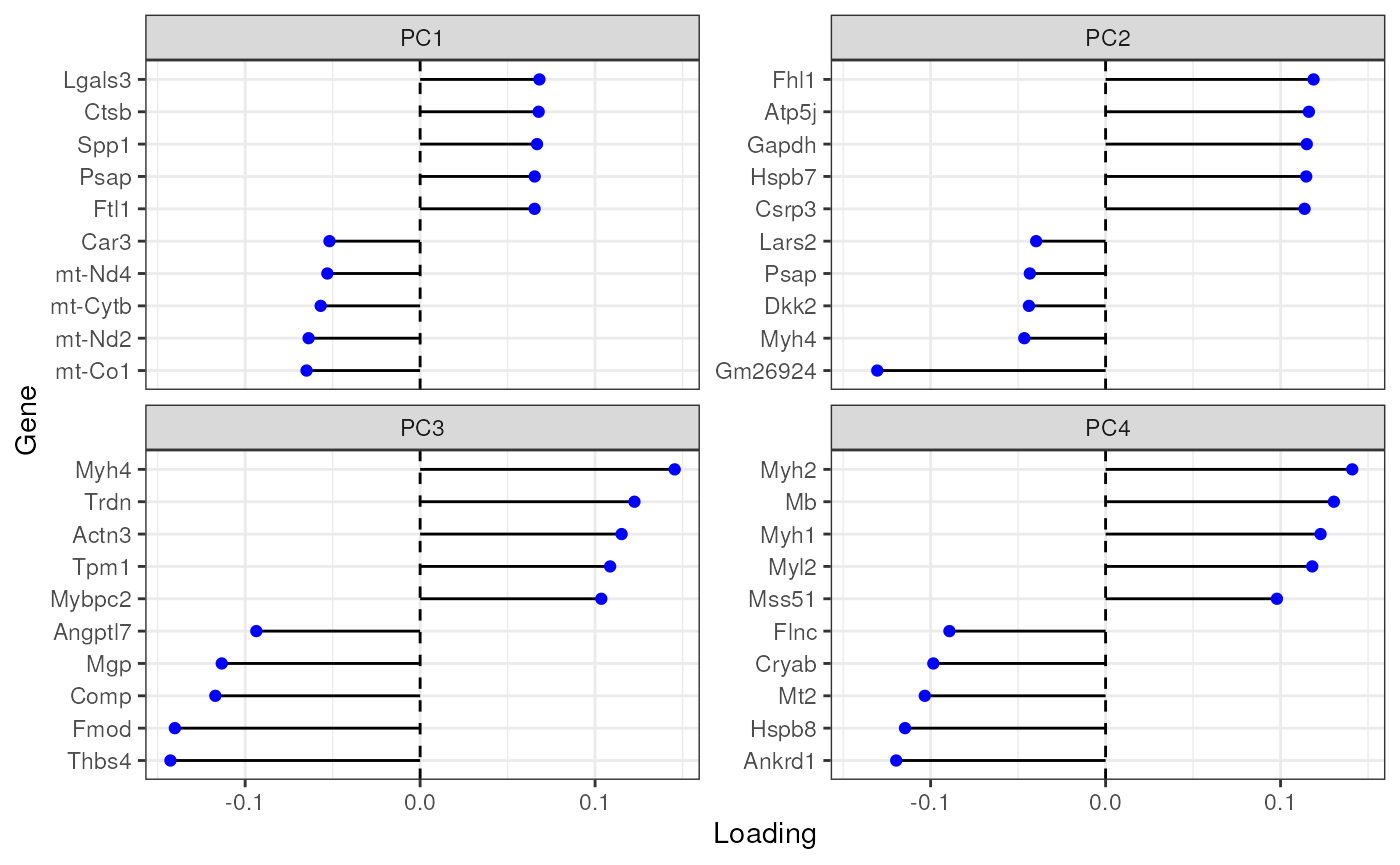 PC1
Lgals3
Ctsb
Spp1
Psap
Ftl1
Car3
mt-Nd4
mt-Cytb
mt-Nd2
mt-Co1
PC2
Fhl1
Atp5j
Gapdh
Hspb7
Csrp3
Lars2
Psap
Dkk2
Myh4
Gm26924
Gene
PC3
Myh4
Trdn
Actn3
Tpm1
Mybpc2
Angptl7
Mgp
Comp
Fmod
Thbs4
-0.1 0.0 0.1
PC4
Myh2
Mb
Myh1
Myl2
Mss51
Flnc
Cryab
Mt2
Hspb8
Ankrd1
-0.1 0.0 0.1
Loading